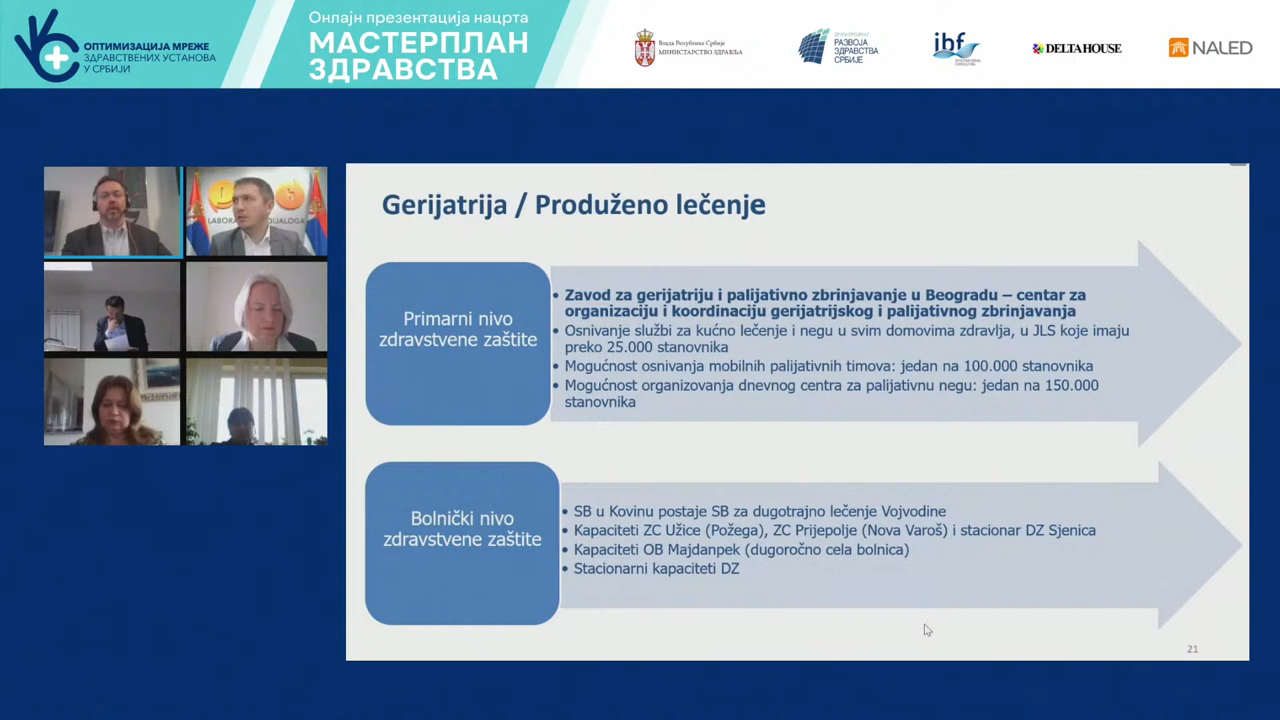 ОПТИМИЗАЦИЈА МРЕЖЕ
ЗДРАВСТВЕНИХ УСТАНОВА
У СРБИЈИ
Онлајн презентација нацрта
МАСТЕРПЛАН
ЗДРАВСТВА
Влада Републике Србије
МИНИСТАРСТВО ЗДРАВЉА
РАЗВОЈА
ЗДРАВСТВА
СРБИЈЕ
ibf
DELTAHOUSE
NALED
Gerijatrija / Produženo lečenje
Primarni nivo
zdravstvene zaštite
• Zavod za gerijatriju i palijativno zbrinjavanje u Beogradu – centar za
organizaciju i koordinaciju gerijatrijskog i palijativnog zbrinjavanja
• Osnivanje službi za kućno lečenje i negu u svim domovima zdravlja, u JLS koje imaju
preko 25.000 stanovnika
• Mogućnost osnivanja mobilnih palijativnih timova: jedan na 100.000 stanovnika
• Mogućnost organizovanja dnevnog centra za palijativnu negu: jedan na 150.000
stanovnika
Bolnički nivo
zdravstvene zaštite
• SB u Kovinu postaje SB za dugotrajno lečenje Vojvodine
• Kapaciteti ZC Užice (Požega), ZC Prijepolje (Nova Varoš) i stacionar DZ Sjenica
• Kapaciteti OB Majdanpek (dugoročno cela bolnica)
• Stacionarni kapaciteti DZ
21